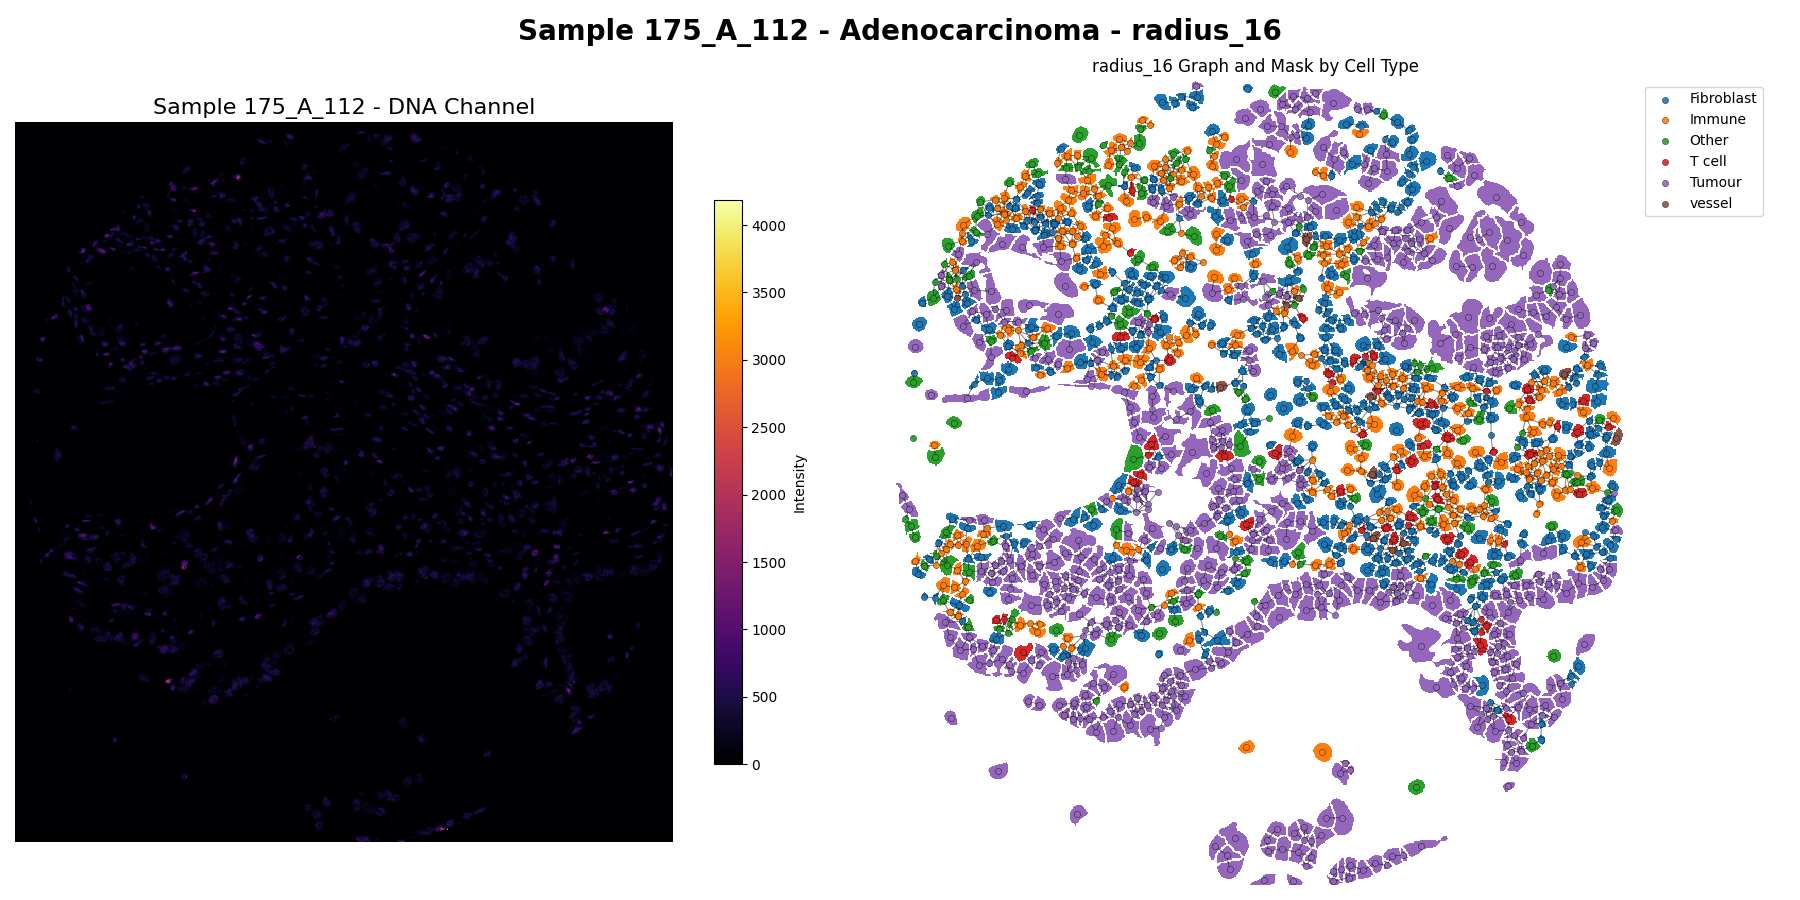 Sample 175_A_112 - Adenocarcinoma - radius_16
Sample 175_A_112 - DNA Channel
4000
3500
3000
2500
2000
1500
1000
500
0
Intensity
radius_16 Graph and Mask by Cell Type
Fibroblast
Immune
Other
T cell
Tumour
vessel